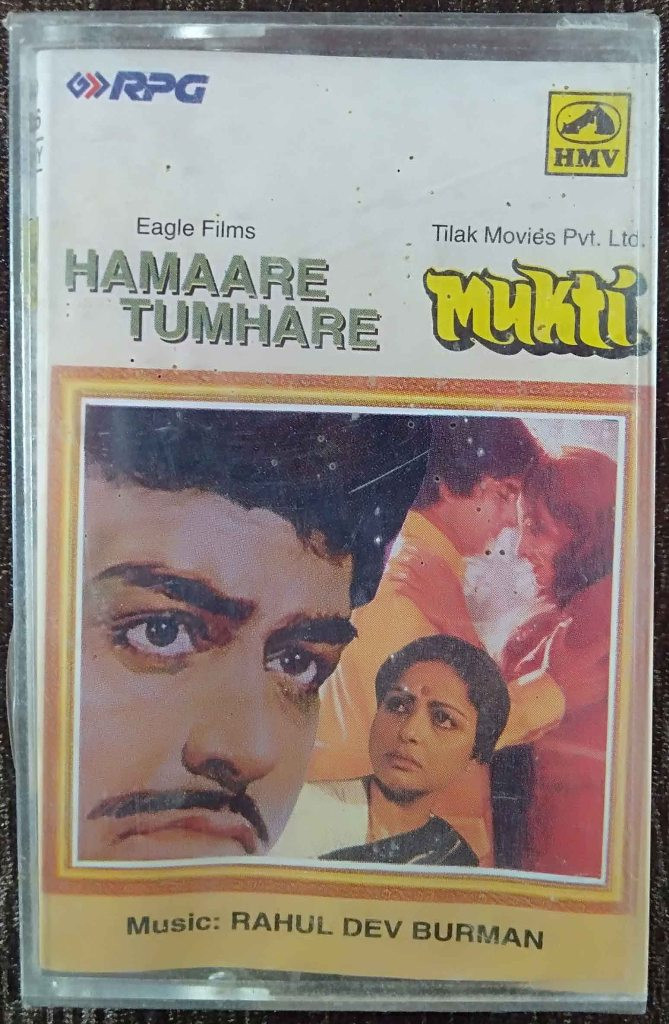 RPG
HMV
Eagle Films
HAMAARE
TUMHARE
Tilak Movies Pvt. Ltd.
Mukti
Music: RAHUL DEV BURMAN